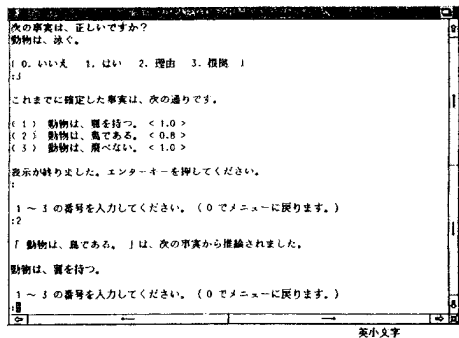 次の事実は、正しいですか？
動物は、泳ぐ。
[ 0. いいえ 1. はい 2. 理由 3. 根拠 ]
:3
これまでに確定した事実は、次の通りです。
( 1 ) 動物は、翼を持つ。 < 1.0 >
( 2 ) 動物は、鳥である。 < 0.8 >
( 3 ) 動物は、飛べない。 < 1.0 >
表示が終りました。エンターキーを押してください。
:
1 ～ 3 の番号を入力してください。 ( 0 でメニューに戻ります。)
:2
「 動物は、鳥である。 」は、次の事実から推論されました。
動物は、翼を持つ。
1 ～ 3 の番号を入力してください。 ( 0 でメニューに戻ります。)
:
英小文字